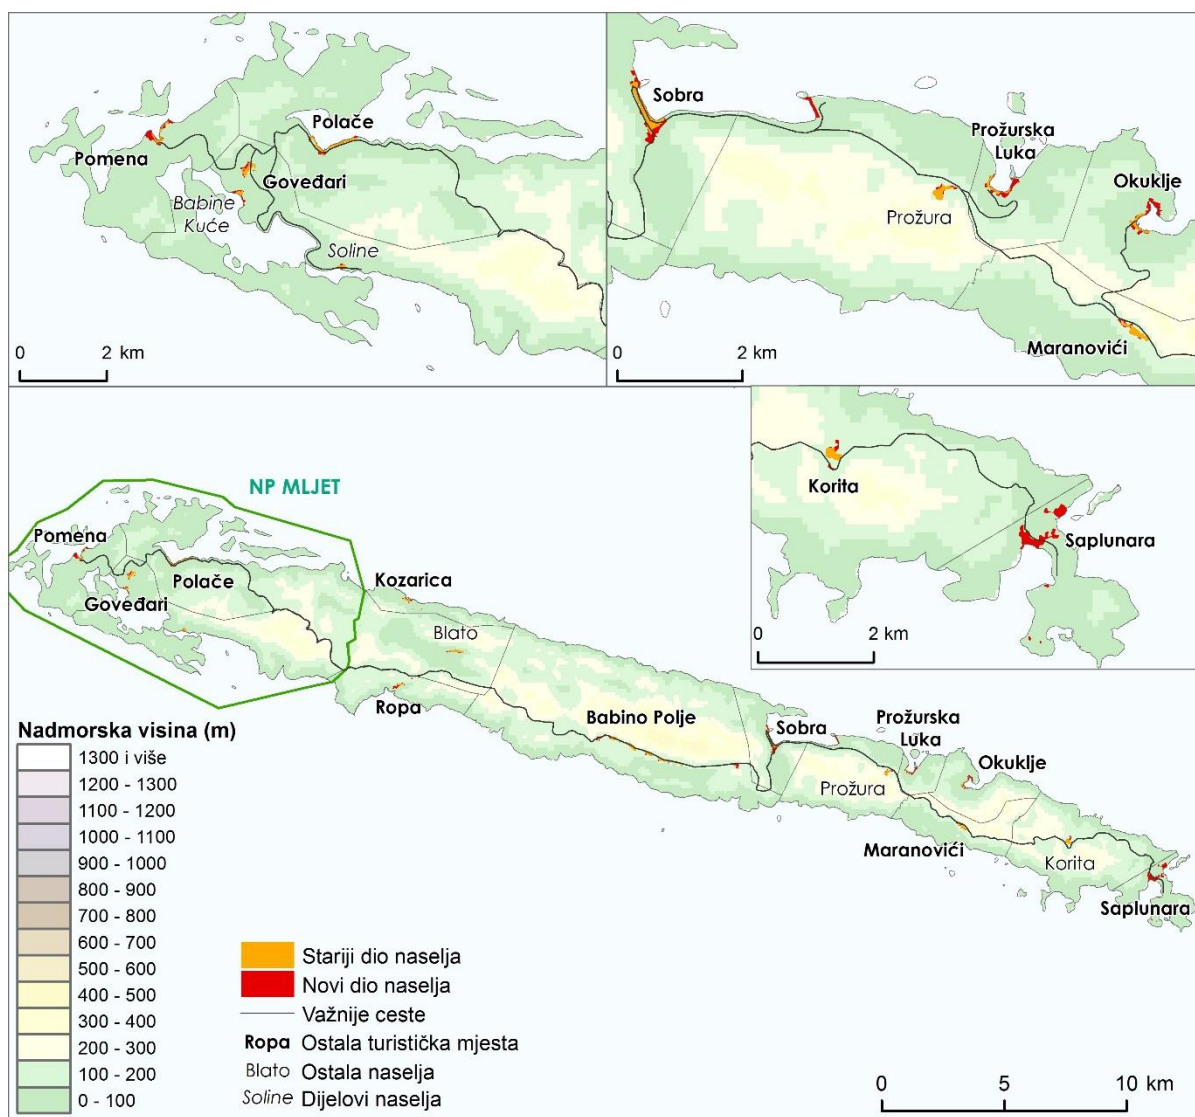 Pomena
Polače
Goveđari
Babine
Kuće
Soline
0
2 km
Sobra
Prožurska
Luka
Okuklje
Prožura
Maranovići
0
2 km
Korita
Saplunara
0
2 km
NP MLJET
Pomena
Polače
Goveđari
Kozarica
Blato
Ropa
Babino Polje
Sobra
Prožurska
Luka
Okuklje
Prožura
Maranovići
Korita
Saplunara
Nadmorska visina (m)
1300 i više
1200 - 1300
1100 - 1200
1000 - 1100
900 - 1000
800 - 900
700 - 800
600 - 700
500 - 600
400 - 500
300 - 400
200 - 300
100 - 200
0 - 100
Stariji dio naselja
Novi dio naselja
Važnije ceste
Ropa Ostala turistička mjesta
Blato Ostala naselja
Soline Dijelovi naselja
0 5 10 km